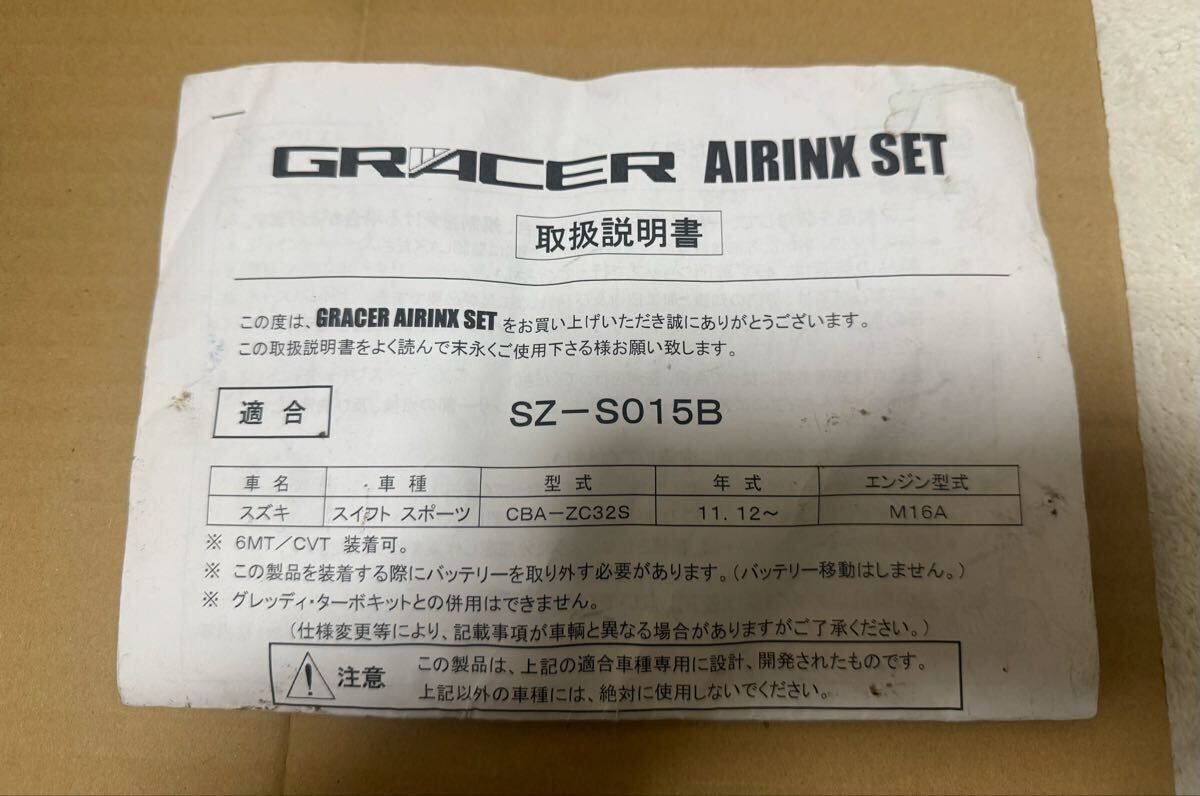 GRACER AIRINX SET
取扱説明書
この度は、GRACER AIRINX SET をお買い上げいただき誠にありがとうございます。
この取扱説明書をよく読んで末永くご使用下さる様お願い致します。
適合 SZ－S015B
車名 車種 型式 年式 エンジン型式
スズキ スイフト スポーツ CBA－ZC32S 11.12～ M16A
※ 6MT／CVT 装着可。
※ この製品を装着する際にバッテリーを取り外す必要があります。(バッテリー移動はしません。)
※ グレッディ・ターボキットとの併用はできません。
(仕様変更等により、記載事項が車輌と異なる場合がありますがご了承ください。)
注意 この製品は、上記の適合車種専用に設計、開発されたものです。
上記以外の車種には、絶対に使用しないでください。